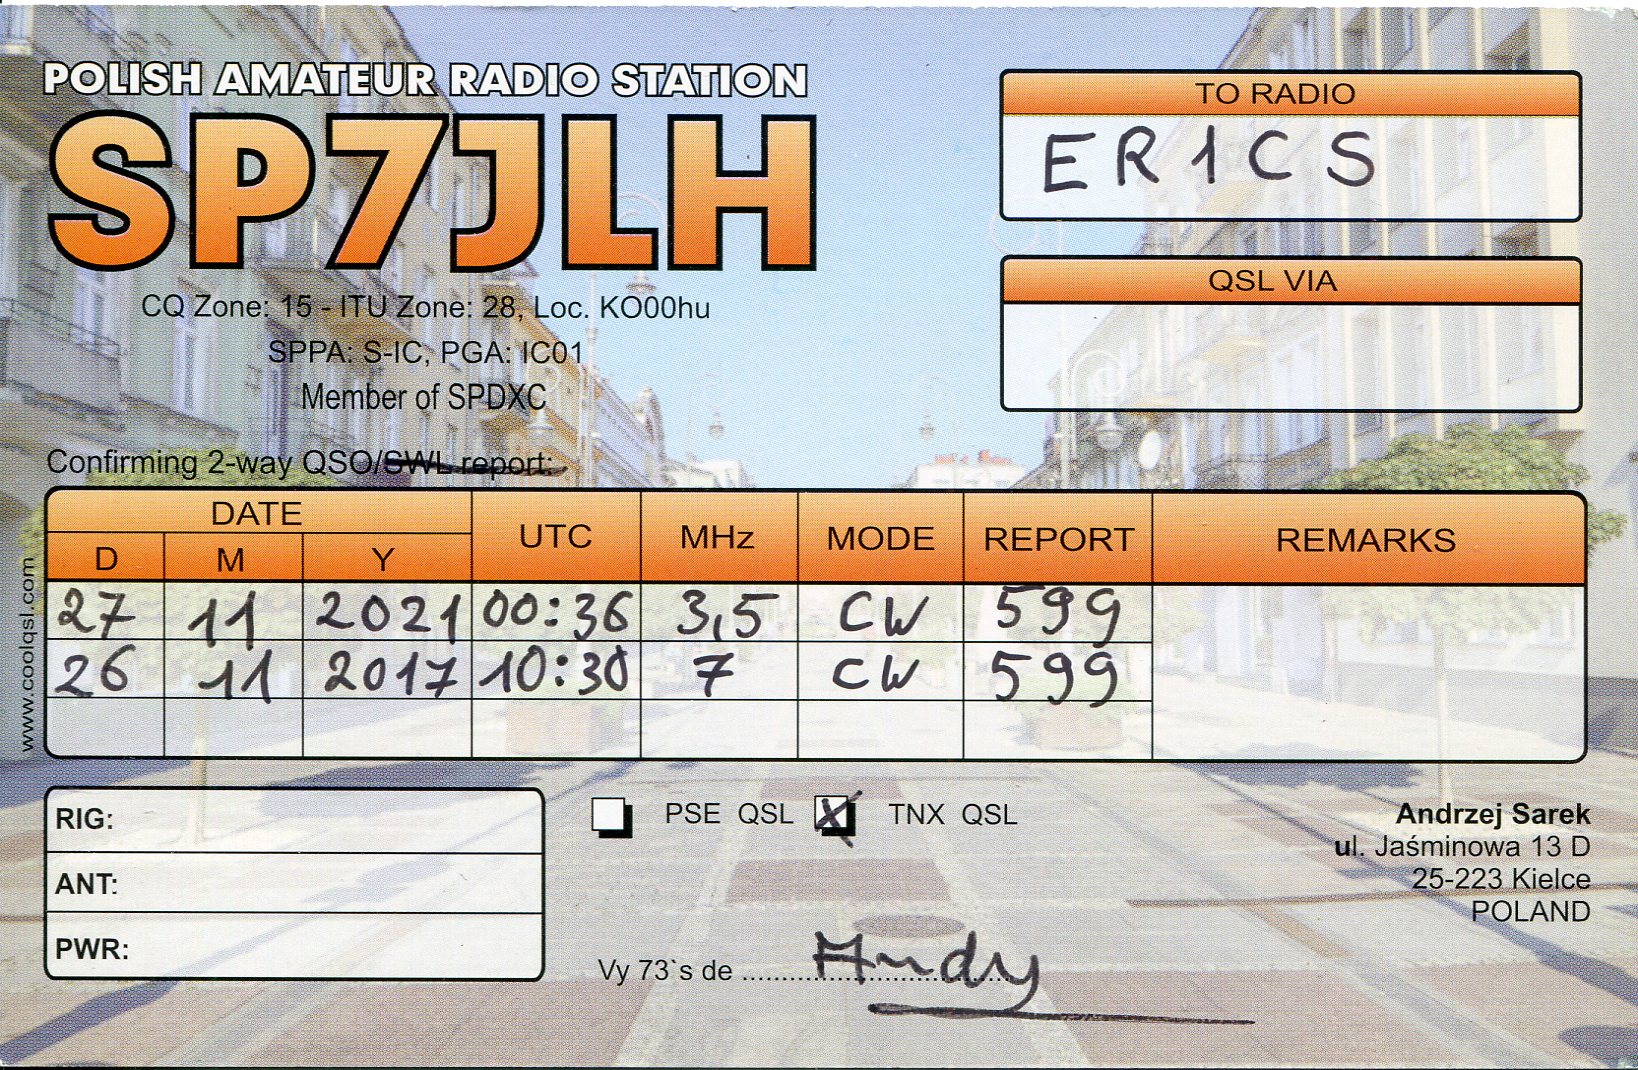 POLISH AMATEUR RADIO STATION
SP7JLH
CQ Zone: 15 - ITU Zone: 28, Loc. KO00hu
SPPA: S-IC, PGA: IC01
Member of SPDXC
TO RADIO
ER1CS
QSL VIA
Confirming 2-way QSO/SWL report:
DATE UTC MHz MODE REPORT REMARKS
D M Y
27 11 2021 00:36 3,5 CW 599
26 11 2017 10:30 7 CW 599
www.coolqsl.com
RIG:
ANT:
PWR:
PSE QSL TNX QSL
Vy 73`s de Andy
Andrzej Sarek
ul. Jaśminowa 13 D
25-223 Kielce
POLAND